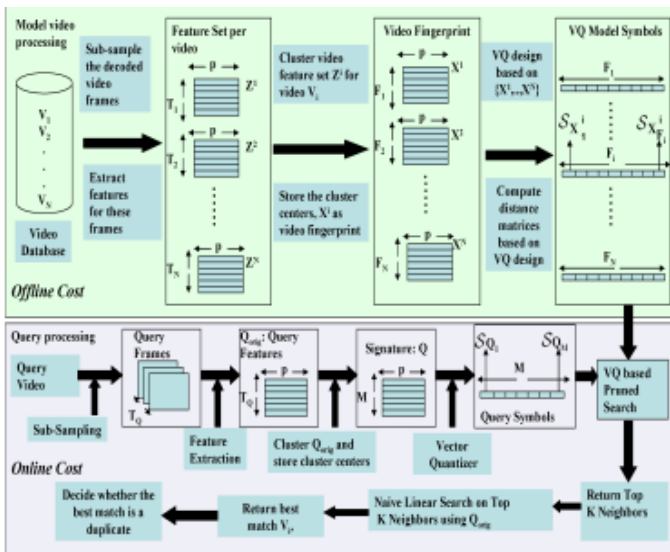 Model video
processing
Sub-sample
the decoded
video
frames
V1
V2
.
.
.
VN
Video
Database
Extract
features
for these
frames
Offline Cost
Feature Set per
video
p
T1
Z1
p
T2
Z2
p
TN
ZN
Cluster video
feature set Zi for
video Vi
Store the cluster
centers, Xi as
video fingerprint
Video Fingerprint
p
F1
X1
p
F2
X2
p
FN
XN
VQ design
based on
{X1,..,XN}
Compute
distance
matrices
based on
VQ design
VQ Model Symbols
F1
Fi
FN
Query processing
Query
Video
Sub-Sampling
Query
Frames
TQ
Feature
Extraction
Qorig: Query
Features
p
TQ
Cluster Qorig and
store cluster centers
Signature: Q
p
M
Vector
Quantizer
SQ1
SQM
M
Query Symbols
VQ based
Pruned
Search
Online Cost
Return Top
K Neighbors
Naive Linear Search on Top
K Neighbors using Qorig
Return best
match Vi*
Decide whether the
best match is a
duplicate